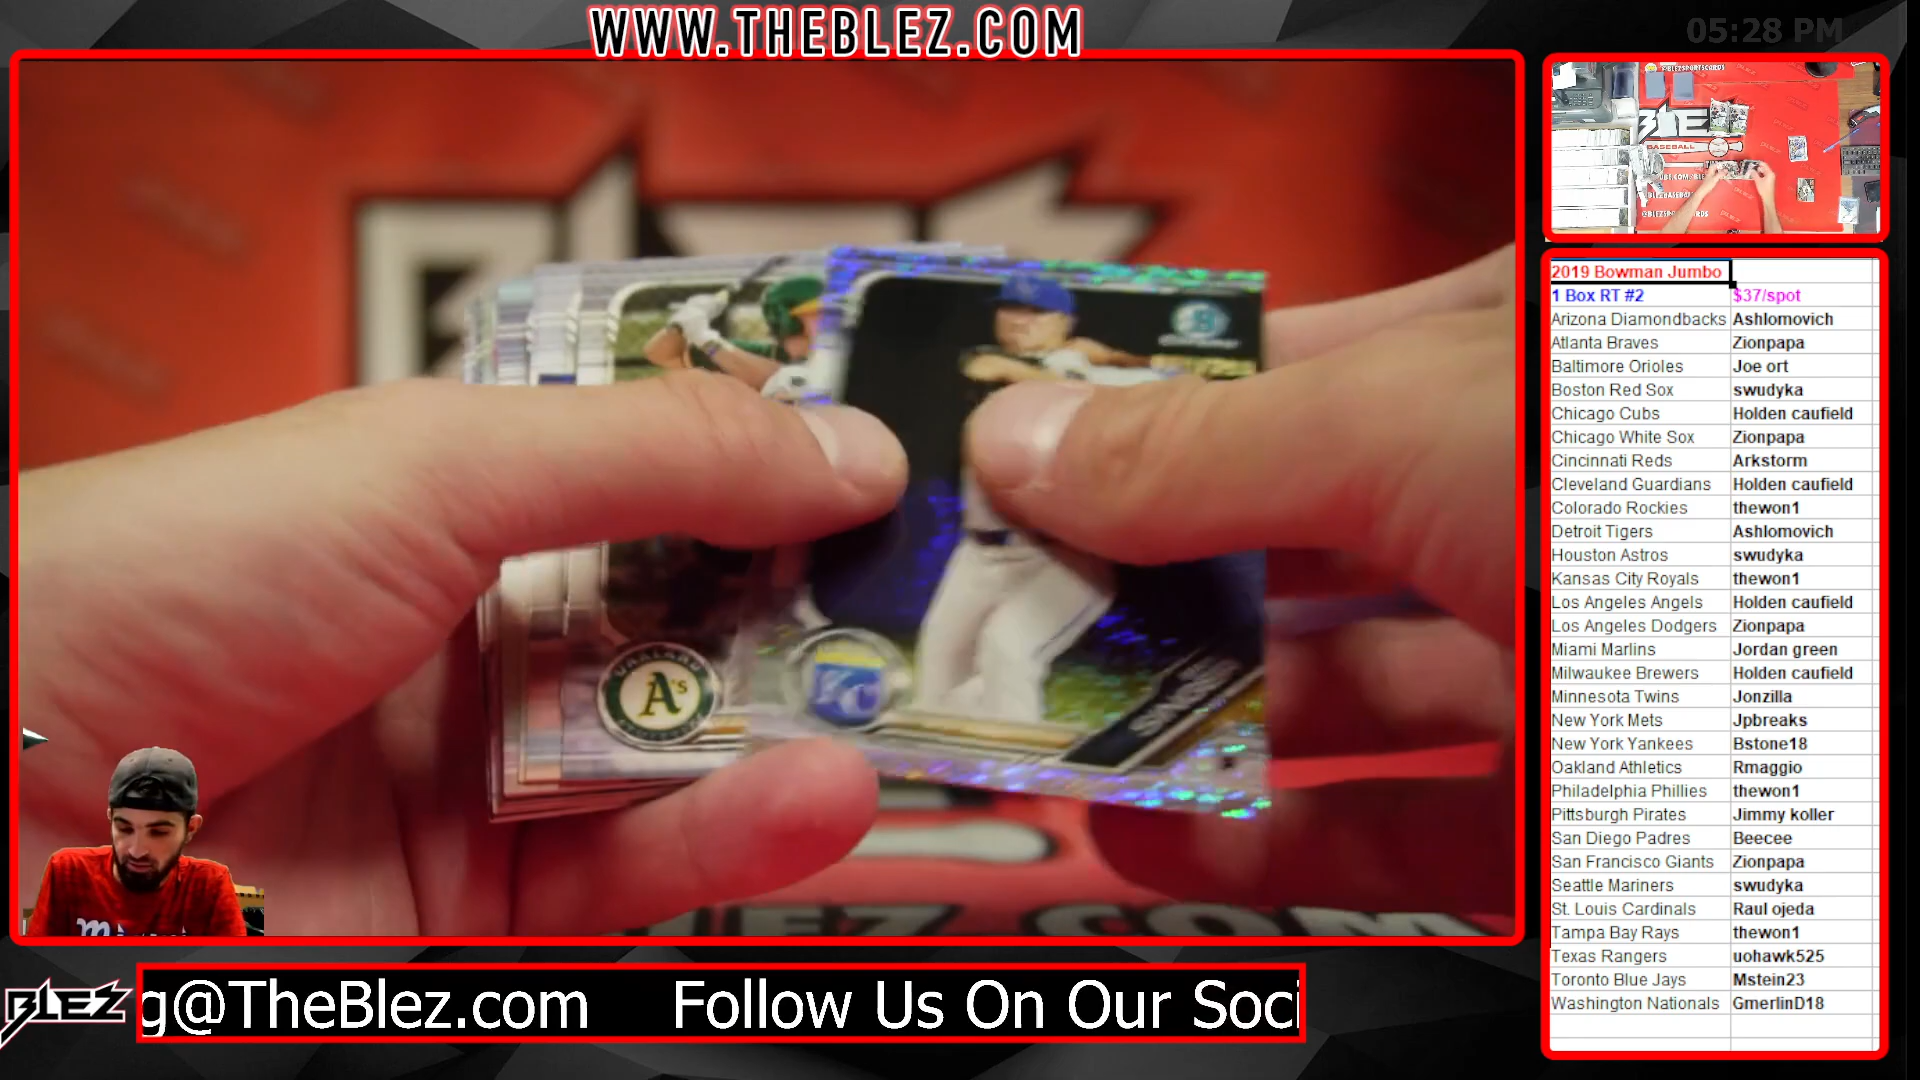 WWW.THEBLEZ.COM
05:28 PM
@BLEZSPORTSCARDS
BASEBALL
A's
KC
SINGER
2019 Bowman Jumbo
1 Box RT #2 $37/spot
Arizona Diamondbacks Ashlomovich
Atlanta Braves Zionpapa
Baltimore Orioles Joe ort
Boston Red Sox swudyka
Chicago Cubs Holden caufield
Chicago White Sox Zionpapa
Cincinnati Reds Arkstorm
Cleveland Guardians Holden caufield
Colorado Rockies thewon1
Detroit Tigers Ashlomovich
Houston Astros swudyka
Kansas City Royals thewon1
Los Angeles Angels Holden caufield
Los Angeles Dodgers Zionpapa
Miami Marlins Jordan green
Milwaukee Brewers Holden caufield
Minnesota Twins Jonzilla
New York Mets Jpbreaks
New York Yankees Bstone18
Oakland Athletics Rmaggio
Philadelphia Phillies thewon1
Pittsburgh Pirates Jimmy koller
San Diego Padres Beecee
San Francisco Giants Zionpapa
Seattle Mariners swudyka
St. Louis Cardinals Raul ojeda
Tampa Bay Rays thewon1
Texas Rangers uohawk525
Toronto Blue Jays Mstein23
Washington Nationals GmerlinD18
BLEZ
g@TheBlez.com Follow Us On Our Soci